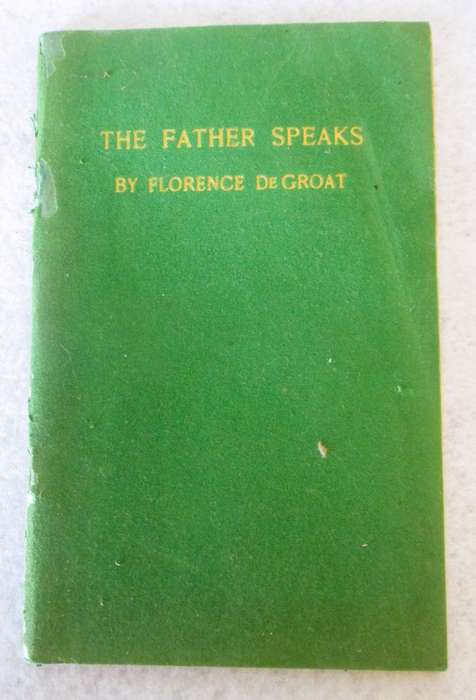 THE FATHER SPEAKS
BY FLORENCE DE GROAT